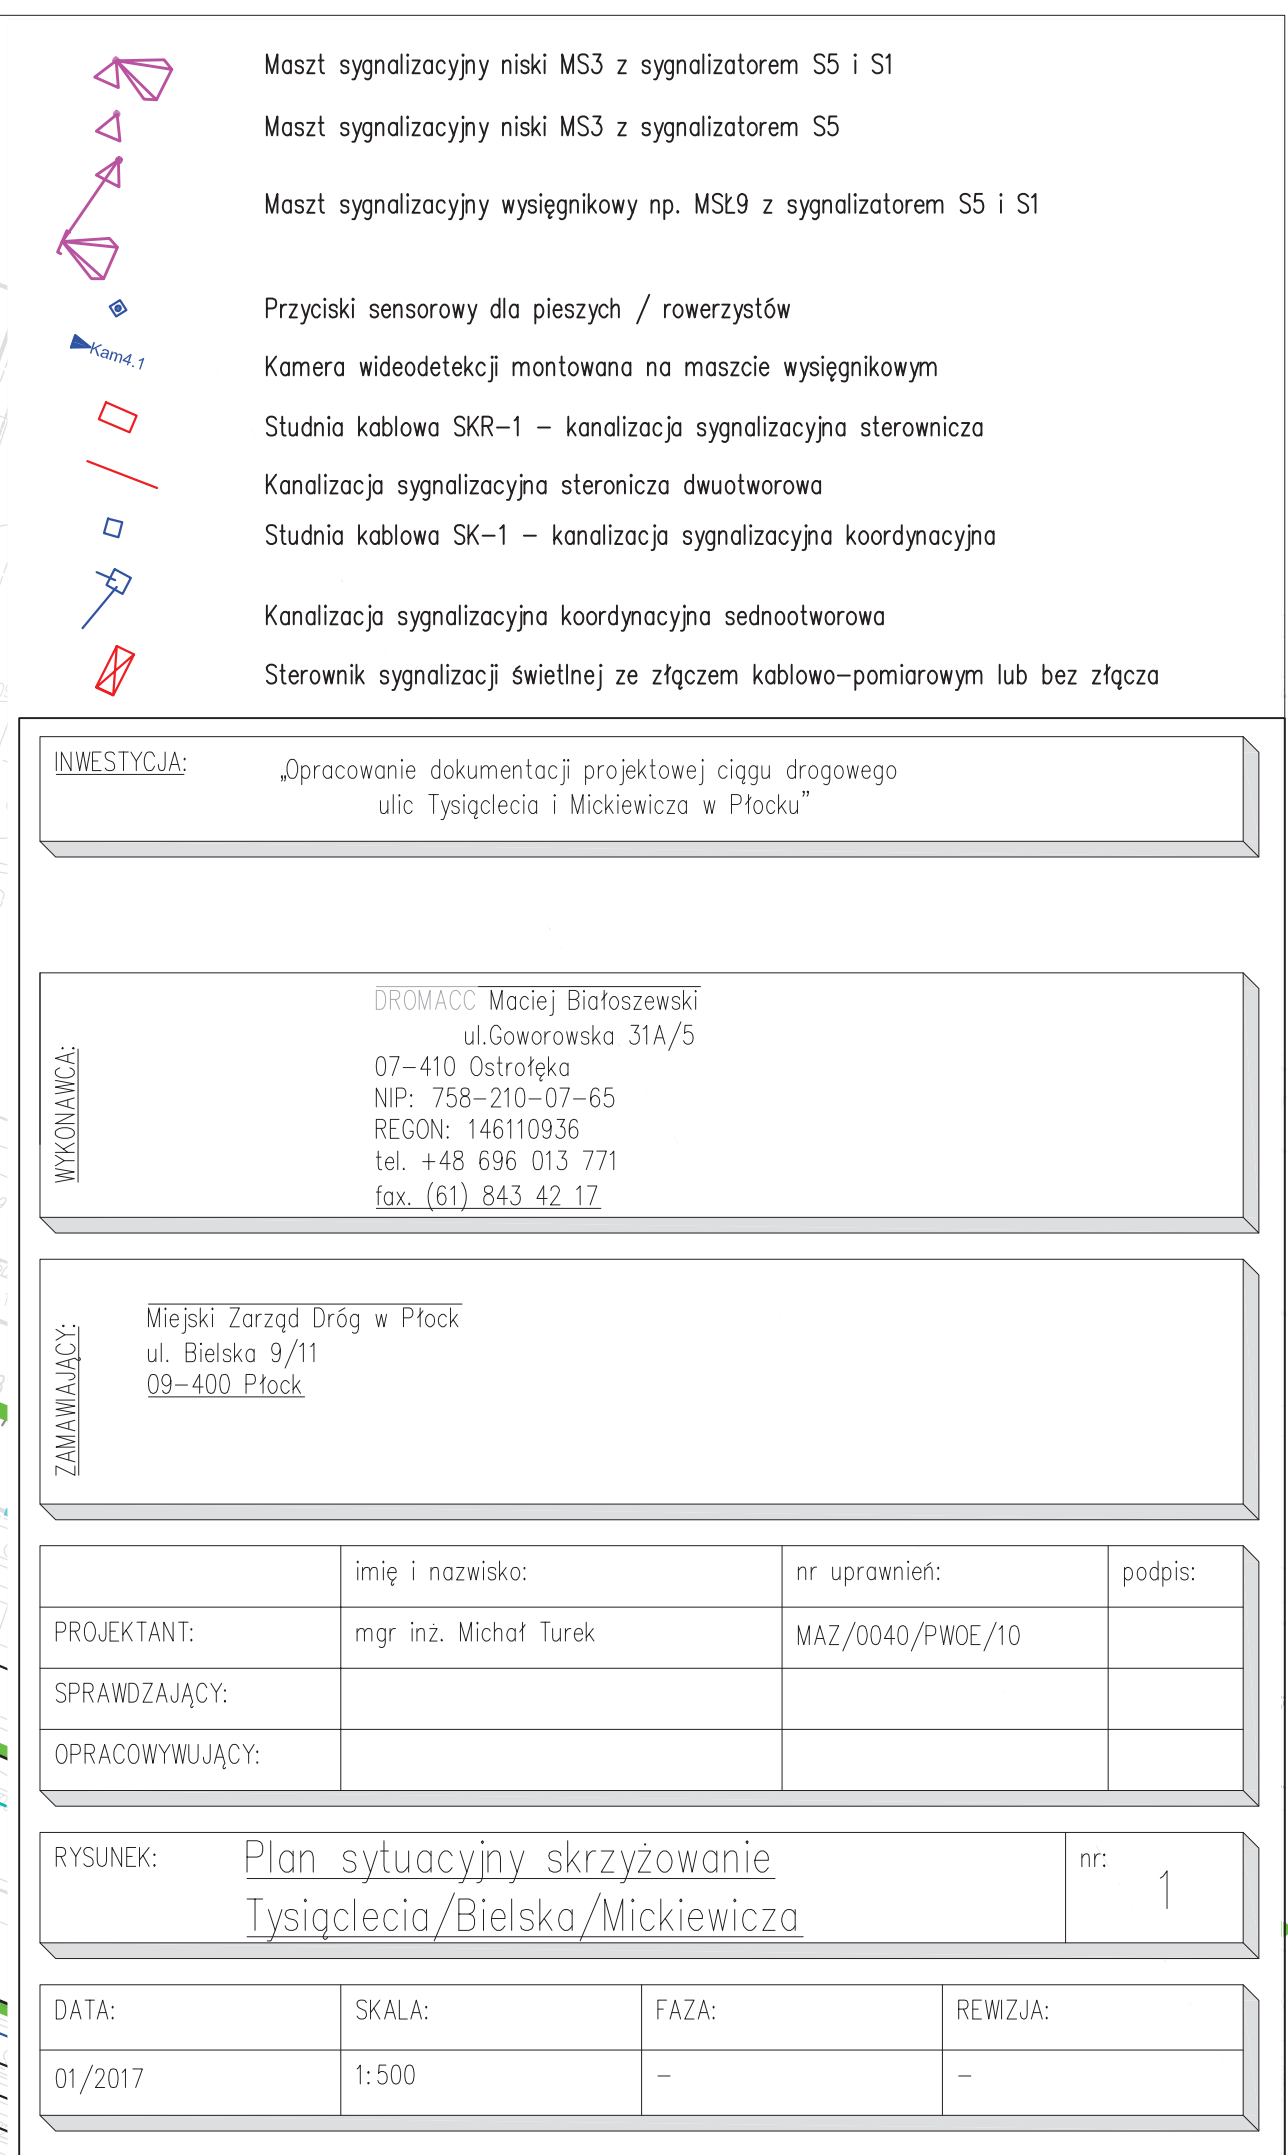 Maszt sygnalizacyjny niski MS3 z sygnalizatorem S5 i S1
Maszt sygnalizacyjny niski MS3 z sygnalizatorem S5
Maszt sygnalizacyjny wysięgnikowy np. MSŁ9 z sygnalizatorem S5 i S1
Przyciski sensorowy dla pieszych / rowerzystów
Kam4.1
Kamera wideodetekcji montowana na maszcie wysięgnikowym
Studnia kablowa SKR-1 – kanalizacja sygnalizacyjna sterownicza
Kanalizacja sygnalizacyjna steronicza dwuotworowa
Studnia kablowa SK-1 – kanalizacja sygnalizacyjna koordynacyjna
Kanalizacja sygnalizacyjna koordynacyjna sednootworowa
Sterownik sygnalizacji świetlnej ze złączem kablowo-pomiarowym lub bez złącza
INWESTYCJA:
„Opracowanie dokumentacji projektowej ciągu drogowego
ulic Tysiąclecia i Mickiewicza w Płocku”
WYKONAWCA:
DROMACC Maciej Białoszewski
ul.Goworowska 31A/5
07-410 Ostrołęka
NIP: 758-210-07-65
REGON: 146110936
tel. +48 696 013 771
fax. (61) 843 42 17
ZAMAWIAJĄCY:
Miejski Zarząd Dróg w Płock
ul. Bielska 9/11
09-400 Płock
imię i nazwisko: nr uprawnień: podpis:
PROJEKTANT: mgr inż. Michał Turek MAZ/0040/PWOE/10
SPRAWDZAJĄCY:
OPRACOWYWUJĄCY:
RYSUNEK: Plan sytuacyjny skrzyżowanie nr: 1
Tysiąclecia/Bielska/Mickiewicza
DATA: SKALA: FAZA: REWIZJA:
01/2017 1:500 – –